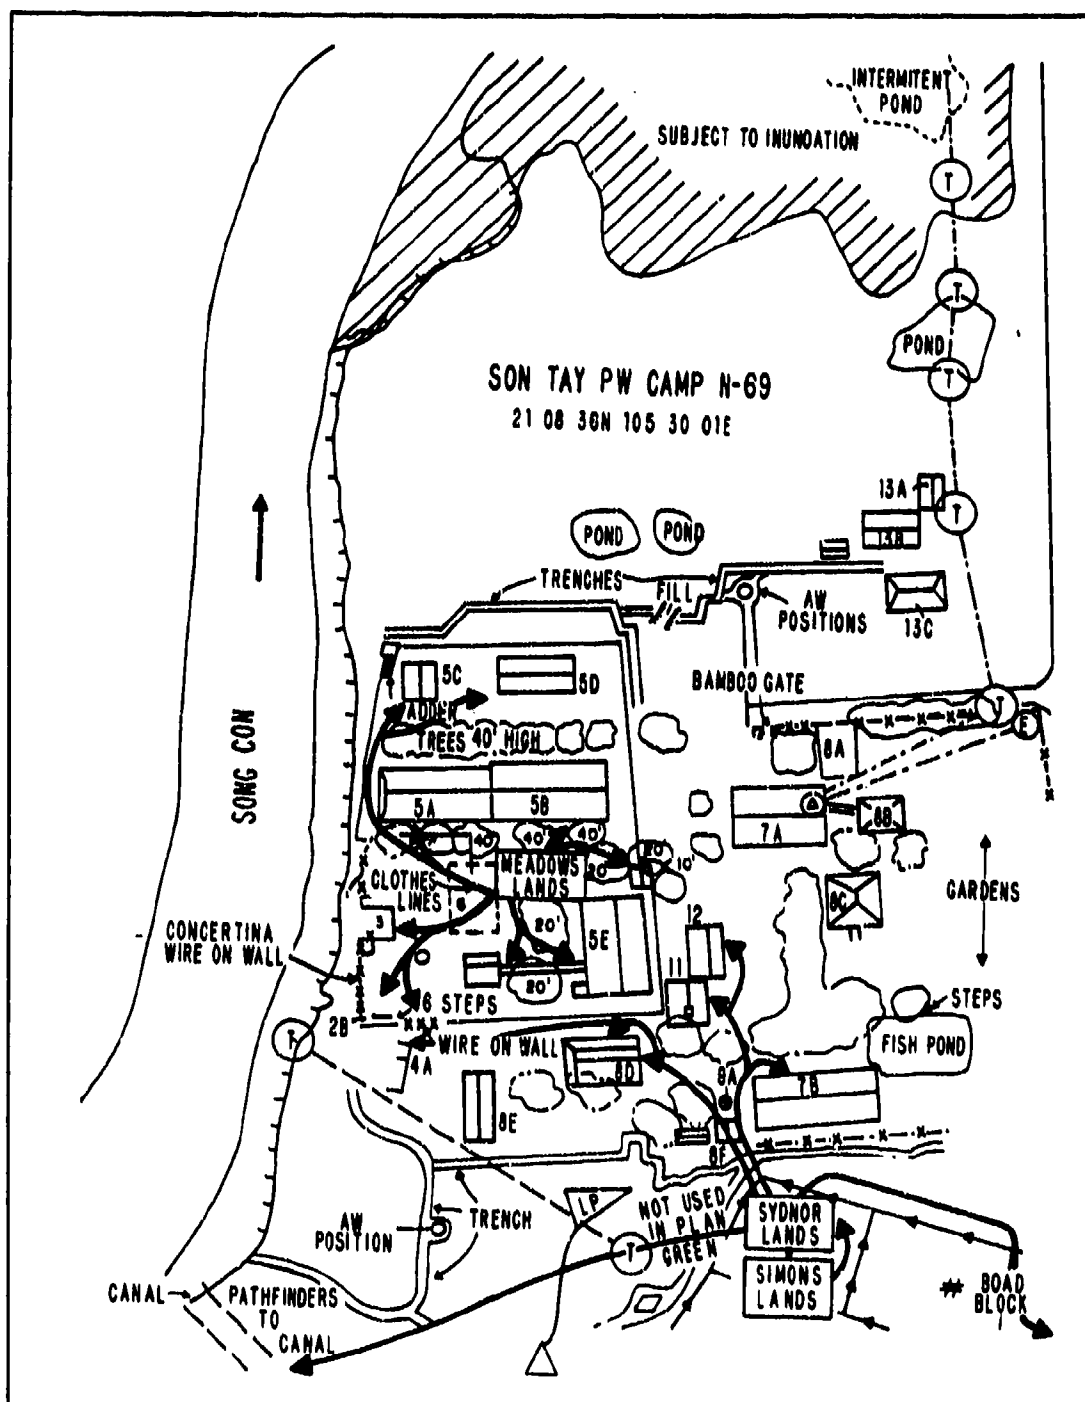 INTERMITENT
POND
SUBJECT TO INUNDATION
T
T
POND
T
SON TAY PW CAMP N-69
21 08 36N 105 30 01E
13A
T
POND
POND
13B
TRENCHES
FILL
AW
POSITIONS
13C
5C
5D
BAMBOO GATE
T
E
LADDER
TREES 40' HIGH
8A
SONG CON
5A
5B
7A
8B
40'
40'
40'
20'
MEADOWS
LANDS
20'
10'
CLOTHES
LINES
6
8C
GARDENS
3
20'
5E
12
CONCERTINA
WIRE ON WALL
20'
11
6 STEPS
STEPS
2B
T
WIRE ON WALL
4A
8D
9A
7B
FISH POND
8E
8F
LP
NOT USED
IN PLAN
GREEN
TRENCH
AW
POSITION
T
SYDNOR
LANDS
SIMONS
LANDS
ROAD
BLOCK
CANAL
PATHFINDERS
TO
CANAL